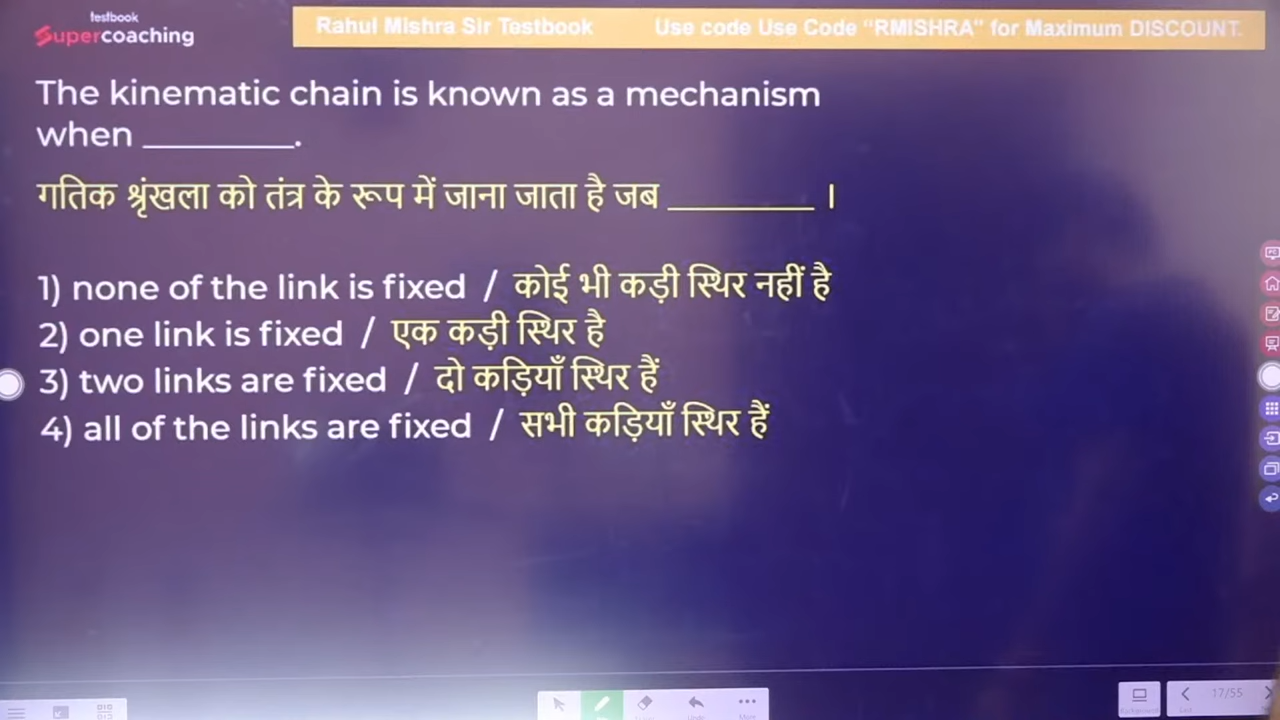 testbook
Supercoaching
Rahul Mishra Sir Testbook Use code Use Code “RMISHRA” for Maximum DISCOUNT.
The kinematic chain is known as a mechanism
when ________.
गतिक श्रृंखला को तंत्र के रूप में जाना जाता है जब ________ ।
1) none of the link is fixed / कोई भी कड़ी स्थिर नहीं है
2) one link is fixed / एक कड़ी स्थिर है
3) two links are fixed / दो कड़ियाँ स्थिर हैं
4) all of the links are fixed / सभी कड़ियाँ स्थिर हैं
17/55